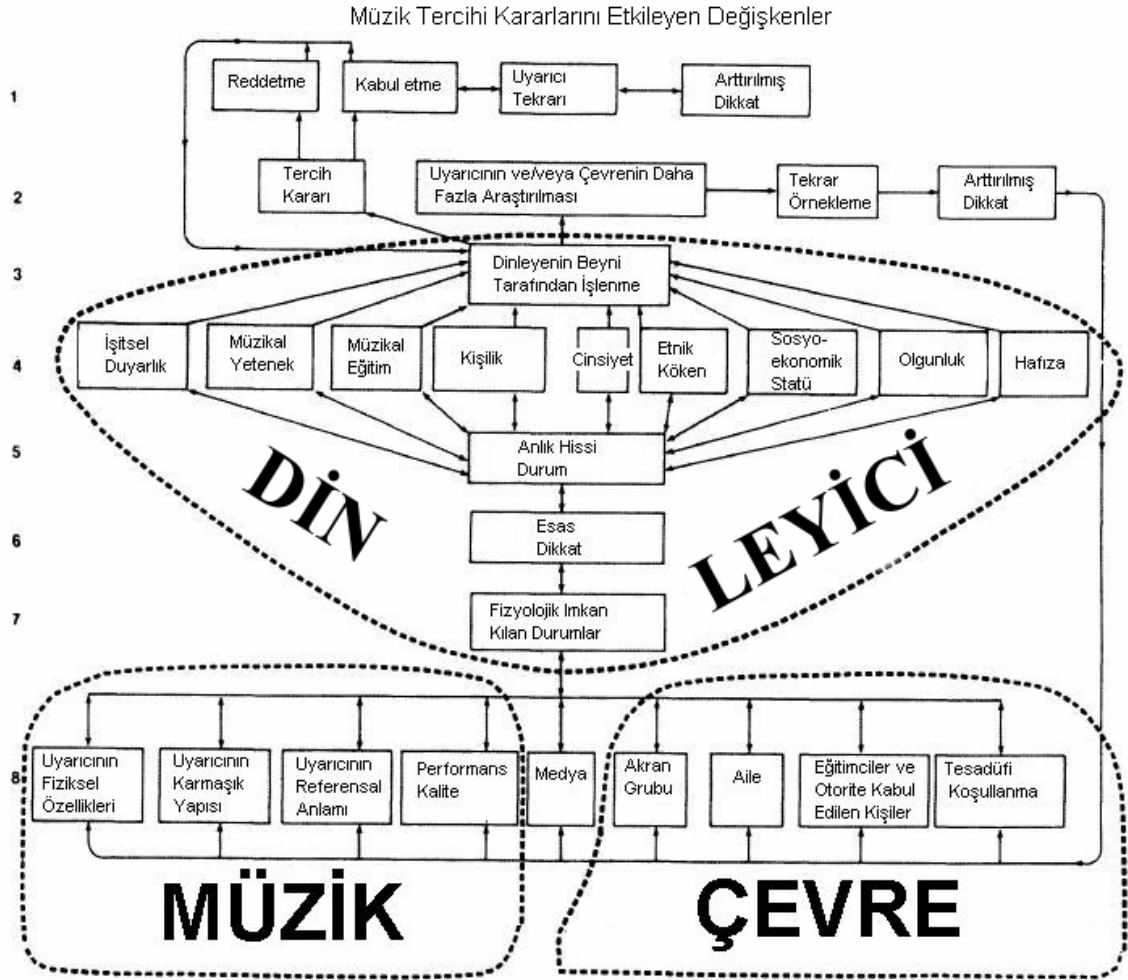 Müzik Tercihi Kararlarını Etkileyen Değişkenler
1
Reddetme
Kabul etme
Uyarıcı
Tekrarı
Arttırılmış
Dikkat
2
Tercih
Kararı
Uyarıcının ve/veya Çevrenin Daha
Fazla Araştırılması
Tekrar
Örnekleme
Arttırılmış
Dikkat
3
Dinleyenin Beyni
Tarafından İşlenme
4
İşitsel
Duyarlık
Müzikal
Yetenek
Müzikal
Eğitim
Kişilik
Cinsiyet
Etnik
Köken
Sosyo-
ekonomik
Statü
Olgunluk
Hafıza
5
Anlık Hissi
Durum
DİN
LEYİCİ
6
Esas
Dikkat
7
Fizyolojik Imkan
Kılan Durumlar
8
Uyarıcının
Fiziksel
Özellikleri
Uyarıcının
Karmaşık
Yapısı
Uyarıcının
Referensal
Anlamı
Performans
Kalite
Medya
Akran
Grubu
Aile
Eğitimciler ve
Otorite Kabul
Edilen Kişiler
Tesadüfi
Koşullanma
MÜZİK
ÇEVRE